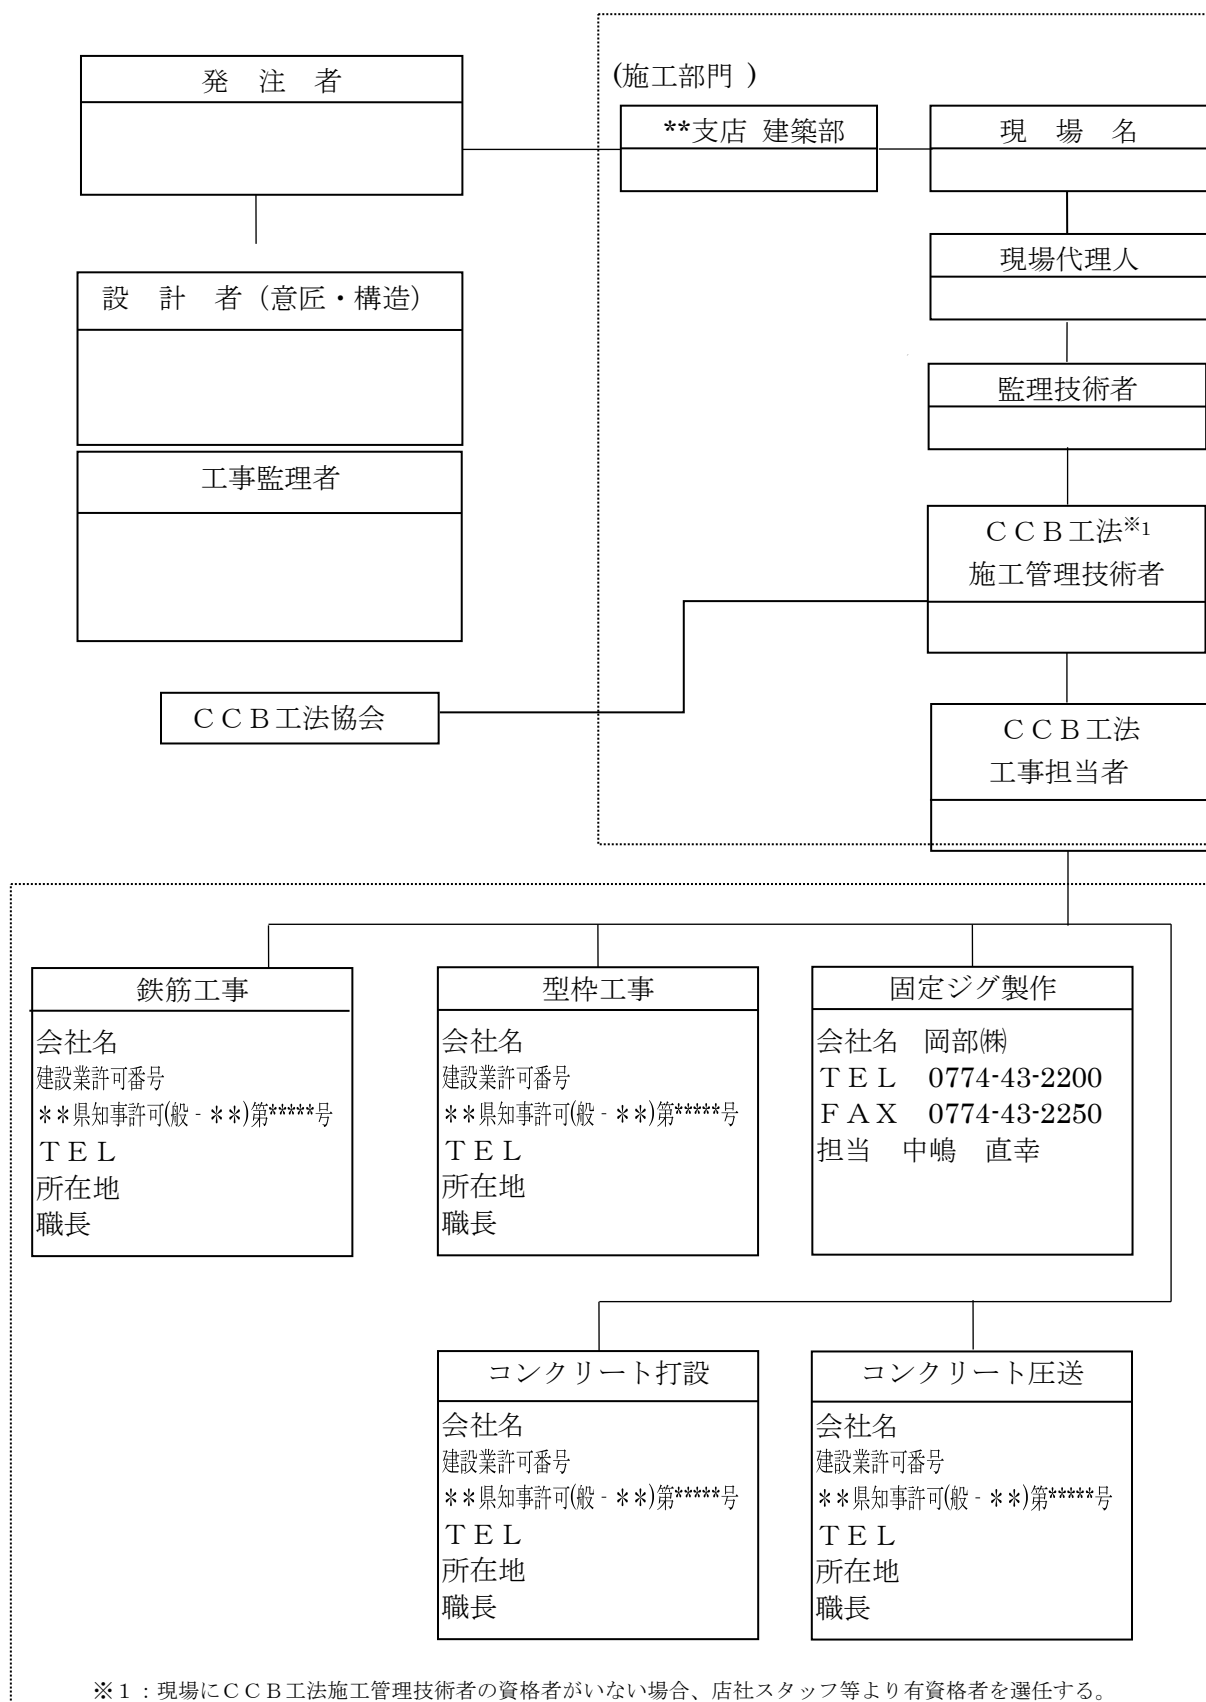 発　注　者
(施工部門 )
**支店 建築部
現　場　名
現場代理人
設　計　者（意匠・構造）
監理技術者
工事監理者
ＣＣＢ工法※1
施工管理技術者
ＣＣＢ工法協会
ＣＣＢ工法
工事担当者
鉄筋工事
会社名
建設業許可番号
＊＊県知事許可(般‐＊＊)第*****号
ＴＥＬ
所在地
職長
型枠工事
会社名
建設業許可番号
＊＊県知事許可(般‐＊＊)第*****号
ＴＥＬ
所在地
職長
固定ジグ製作
会社名　岡部㈱
ＴＥＬ　0774-43-2200
ＦＡＸ　0774-43-2250
担当　中嶋　直幸
コンクリート打設
会社名
建設業許可番号
＊＊県知事許可(般‐＊＊)第*****号
ＴＥＬ
所在地
職長
コンクリート圧送
会社名
建設業許可番号
＊＊県知事許可(般‐＊＊)第*****号
ＴＥＬ
所在地
職長
※１：現場にＣＣＢ工法施工管理技術者の資格者がいない場合、店社スタッフ等より有資格者を選任する。